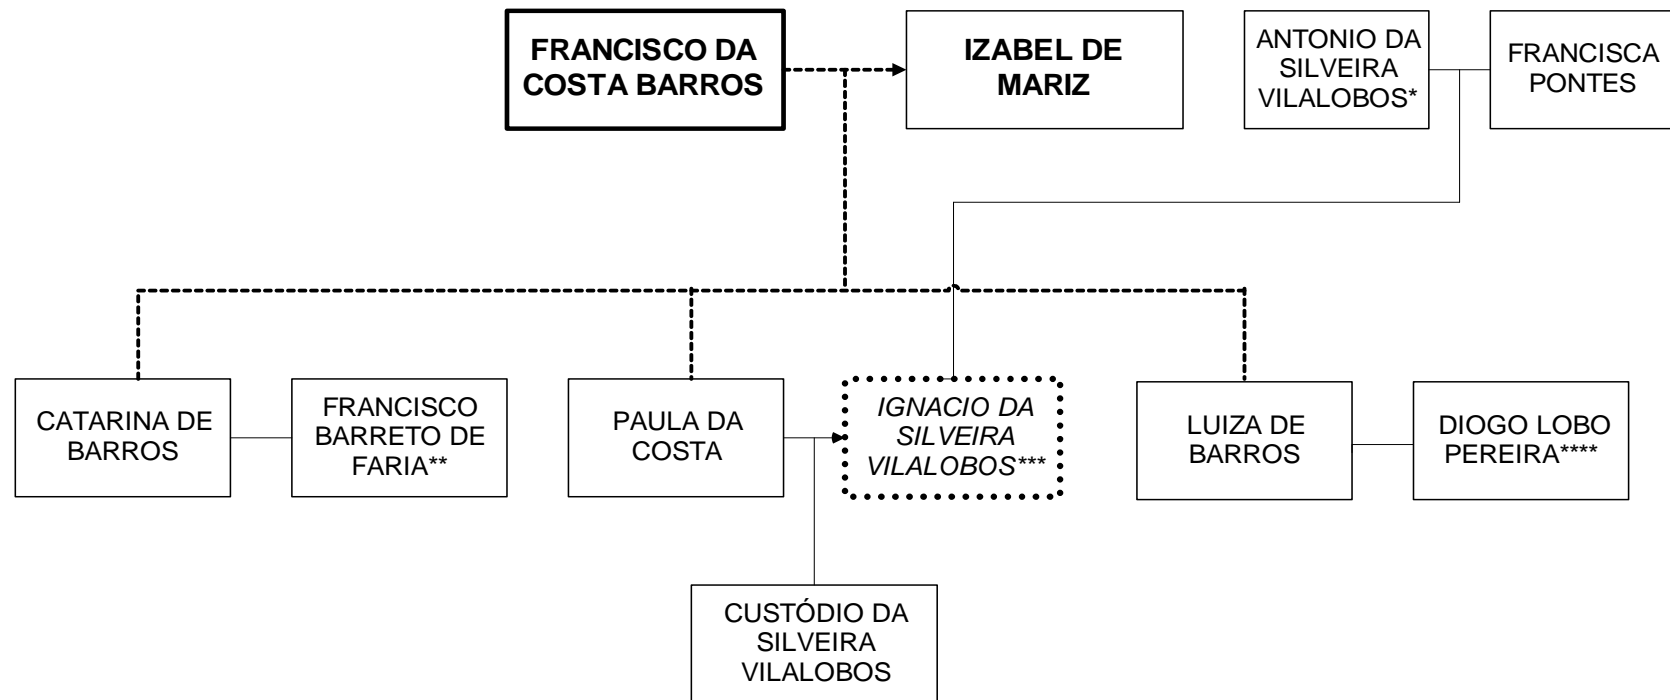 FRANCISCO DA
COSTA BARROS
IZABEL DE
MARIZ
ANTONIO DA
SILVEIRA
VILALOBOS*
FRANCISCA
PONTES
CATARINA DE
BARROS
FRANCISCO
BARRETO DE
FARIA**
PAULA DA
COSTA
IGNACIO DA
SILVEIRA
VILALOBOS***
LUIZA DE
BARROS
DIOGO LOBO
PEREIRA****
CUSTÓDIO DA
SILVEIRA
VILALOBOS